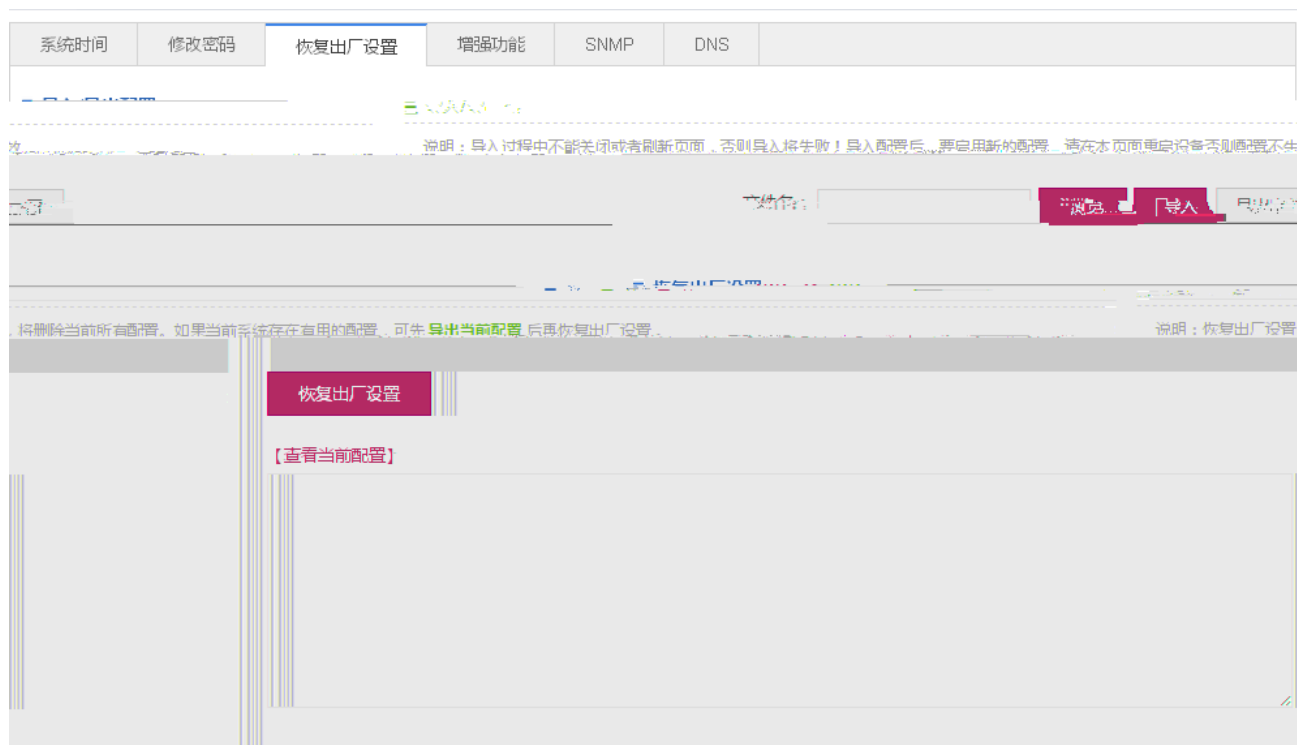 系统时间 修改密码 恢复出厂设置 增强功能 SNMP DNS
说明：导入过程中不能关闭或者刷新页面，否则导入将失败！导入配置后，要启用新的配置，请在本页面重启设备否则配置不生
导入
恢复出厂设置
将删除当前所有配置。如果当前系统存在有用的配置，可先 导出当前配置 后再恢复出厂设置。
说明：恢复出厂设置
恢复出厂设置
【查看当前配置】